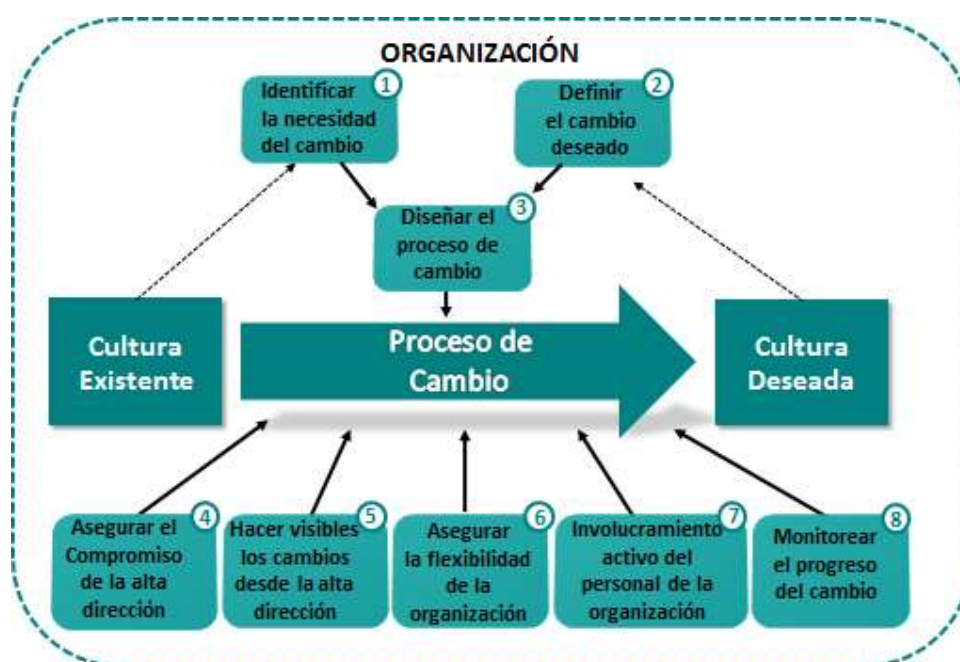 ORGANIZACIÓN
1
Identificar
la necesidad
del cambio
2
Definir
el cambio
deseado
3
Diseñar el
proceso de
cambio
Cultura
Existente
Proceso de
Cambio
Cultura
Deseada
4
Asegurar el
Compromiso
de la alta
dirección
5
Hacer visibles
los cambios
desde la alta
dirección
6
Asegurar
la flexibilidad
de la
organización
7
Involucramiento
activo del
personal de la
organización
8
Monitorear
el progreso
del cambio